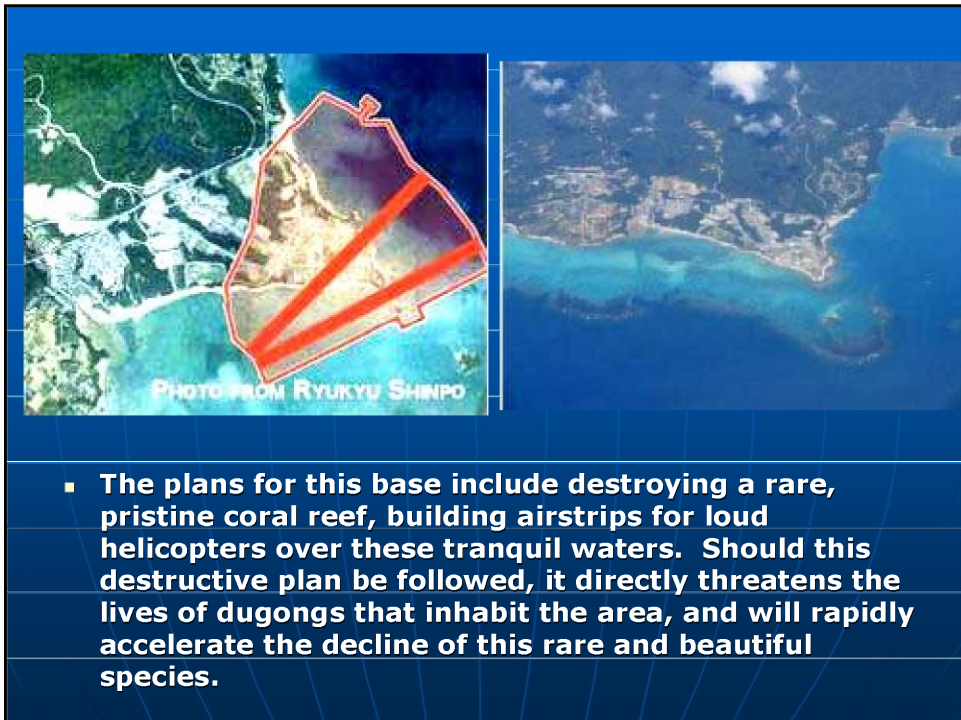 PHOTO FROM RYUKYU SHINPO
The plans for this base include destroying a rare,
pristine coral reef, building airstrips for loud
helicopters over these tranquil waters.  Should this
destructive plan be followed, it directly threatens the
lives of dugongs that inhabit the area, and will rapidly
accelerate the decline of this rare and beautiful
species.